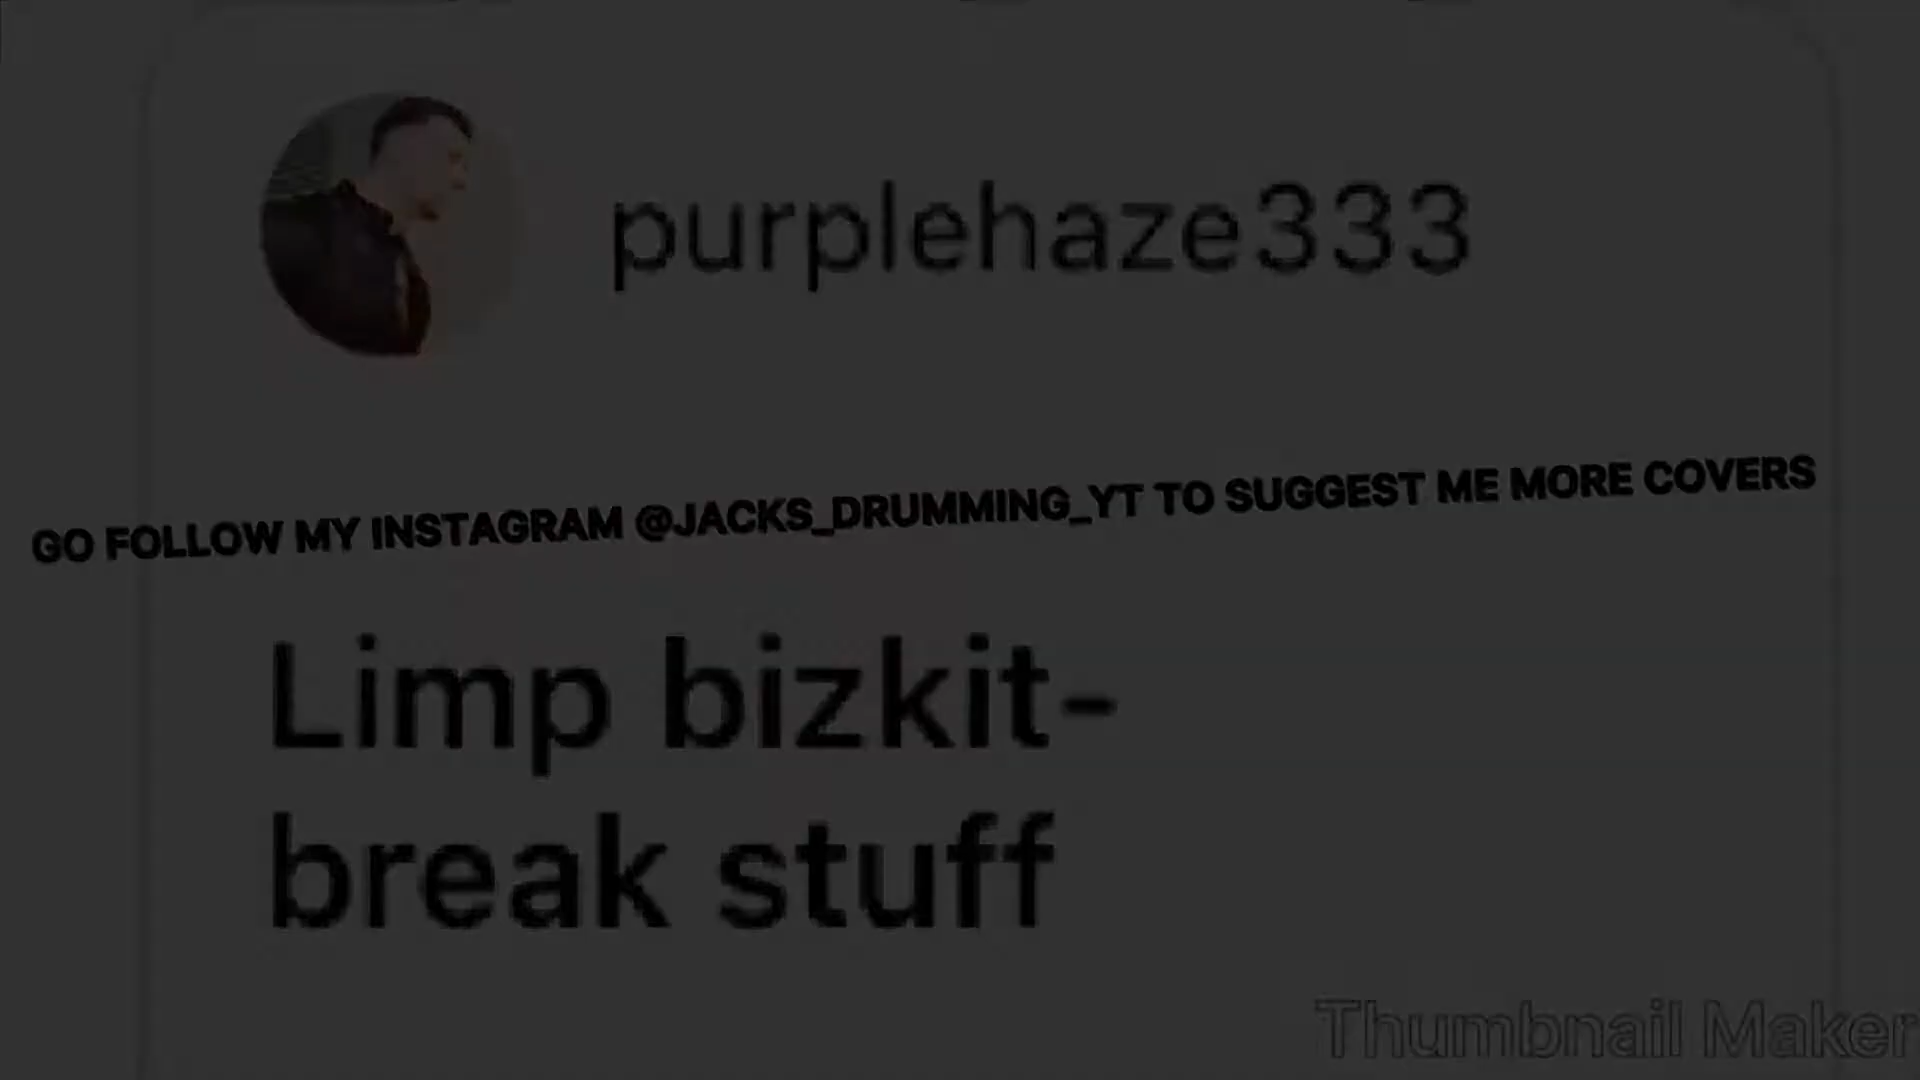 purplehaze333
GO FOLLOW MY INSTAGRAM @JACKS_DRUMMING_YT TO SUGGEST ME MORE COVERS
Limp bizkit-
break stuff
Thumbnail Maker